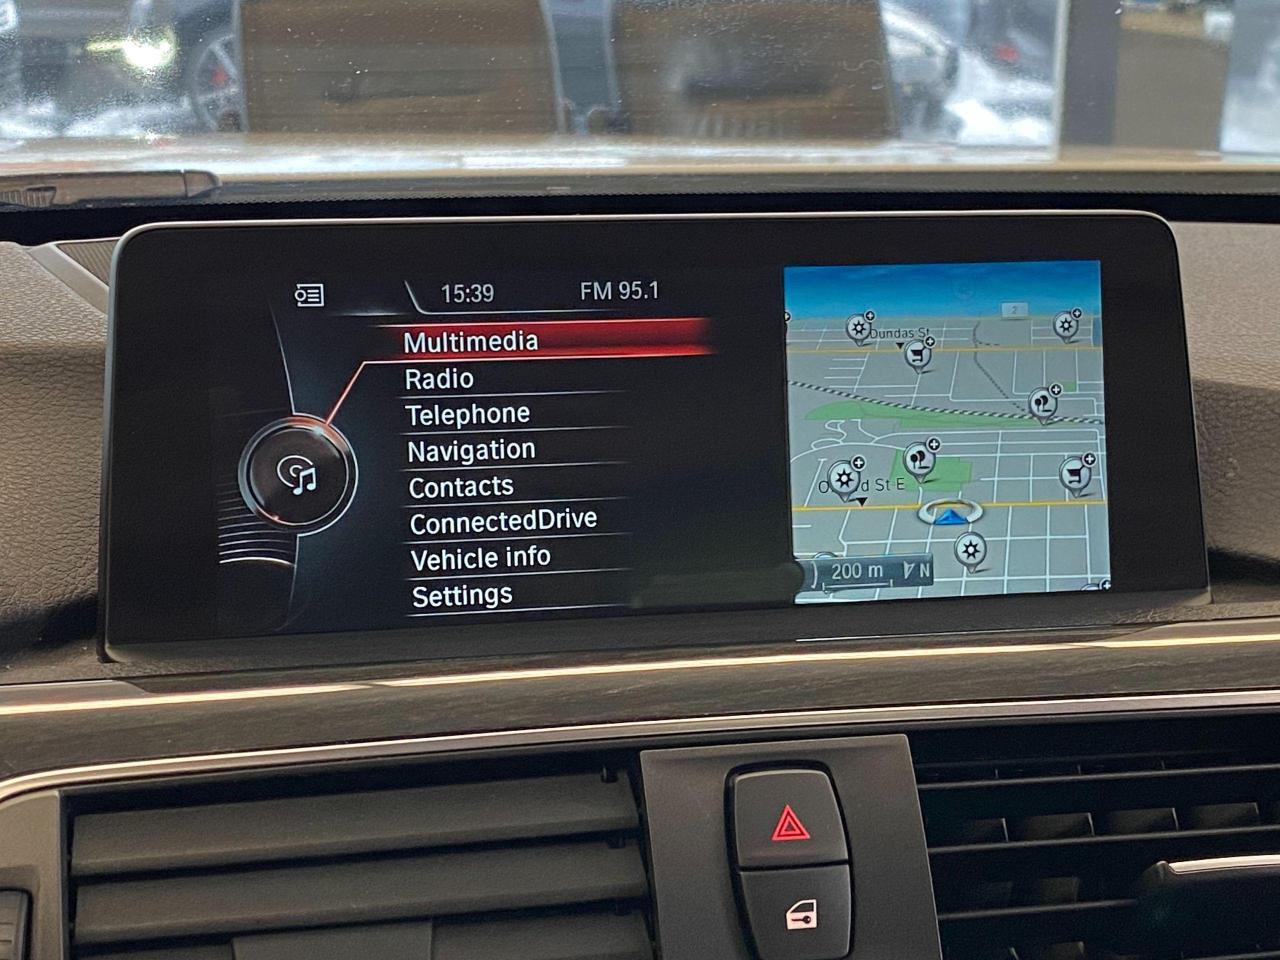 15:39
FM 95.1
Multimedia
Radio
Telephone
Navigation
Contacts
ConnectedDrive
Vehicle info
Settings
2
Dundas St
St E
200 m
N